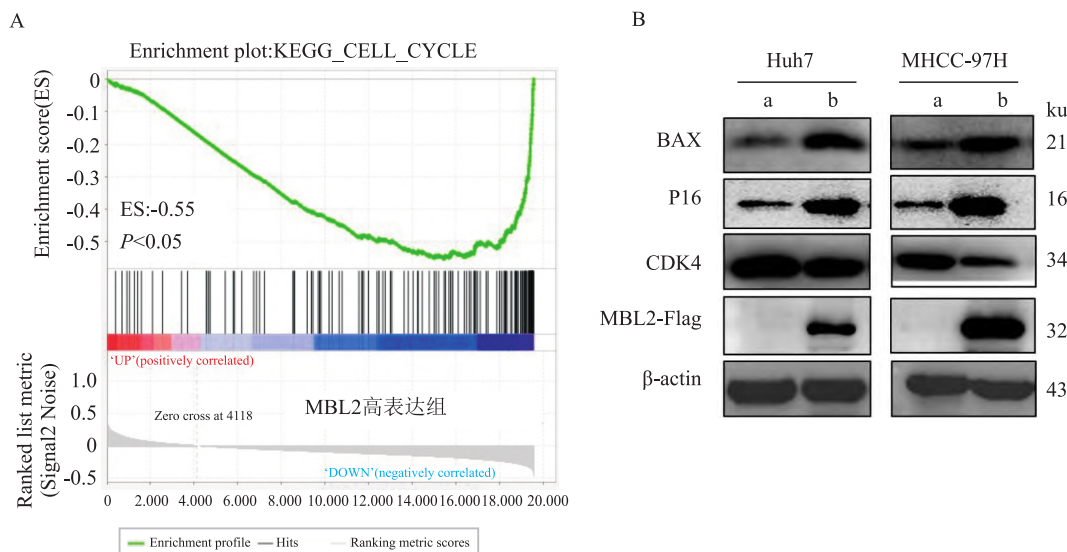 A
Enrichment plot:KEGG_CELL_CYCLE
Enrichment score(ES)
0
-0.1
-0.2
-0.3
-0.4
-0.5
ES:-0.55
P<0.05
'UP'(positively correlated)
Ranked list metric
(Signal2 Noise)
1.0
0.5
0
-0.5
Zero cross at 4118
MBL2高表达组
'DOWN'(negatively correlated)
0 2.000 4.000 6.000 8.000 10.000 12.000 14.000 16.000 18.000 20.000
Enrichment profile Hits Ranking metric scores
B
Huh7 MHCC-97H
a b a b ku
BAX 21
P16 16
CDK4 34
MBL2-Flag 32
β-actin 43